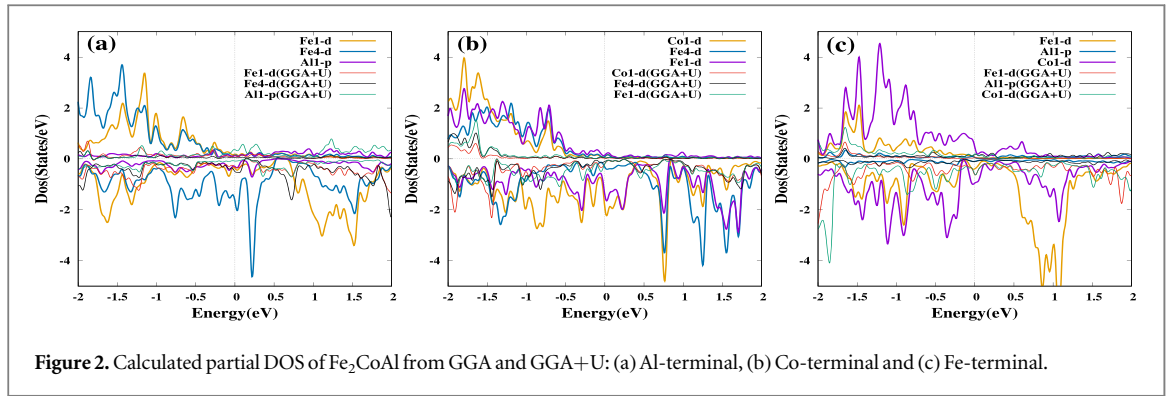 (a)
Fe1-d
Fe4-d
Al1-p
Fe1-d(GGA+U)
Fe4-d(GGA+U)
Al1-p(GGA+U)
Dos(States/eV)
4
2
0
-2
-4
-2 -1.5 -1 -0.5 0 0.5 1 1.5 2
Energy(eV)
(b)
Co1-d
Fe4-d
Fe1-d
Co1-d(GGA+U)
Fe4-d(GGA+U)
Fe1-d(GGA+U)
Dos(States/eV)
4
2
0
-2
-4
-2 -1.5 -1 -0.5 0 0.5 1 1.5 2
Energy(eV)
(c)
Fe1-d
Al1-p
Co1-d
Fe1-d(GGA+U)
Al1-p(GGA+U)
Co1-d(GGA+U)
Dos(States/eV)
4
2
0
-2
-4
-2 -1.5 -1 -0.5 0 0.5 1 1.5 2
Energy(eV)
Figure 2. Calculated partial DOS of Fe₂CoAl from GGA and GGA+U: (a) Al-terminal, (b) Co-terminal and (c) Fe-terminal.